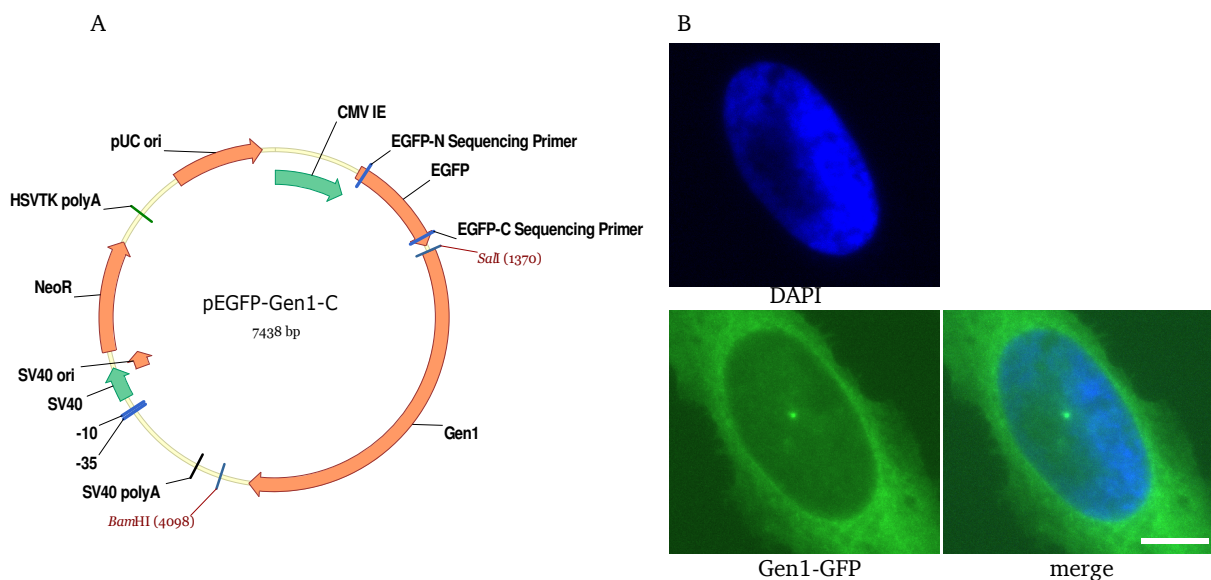 A
B
CMV IE
pUC ori
EGFP-N Sequencing Primer
EGFP
HSVTK polyA
EGFP-C Sequencing Primer
SalI (1370)
NeoR
pEGFP-Gen1-C
7438 bp
DAPI
SV40 ori
SV40
-10
Gen1
-35
SV40 polyA
BamHI (4098)
Gen1-GFP
merge